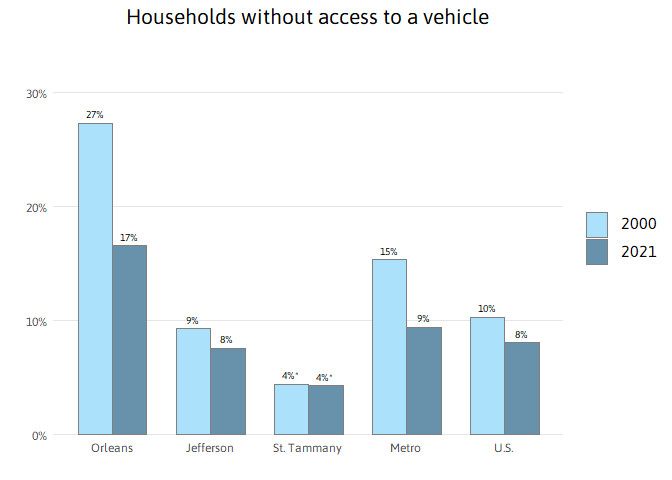 Households without access to a vehicle
30%
20%
10%
0%
27%
17%
9%
8%
4%*
4%*
15%
9%
10%
8%
Orleans
Jefferson
St. Tammany
Metro
U.S.
2000
2021